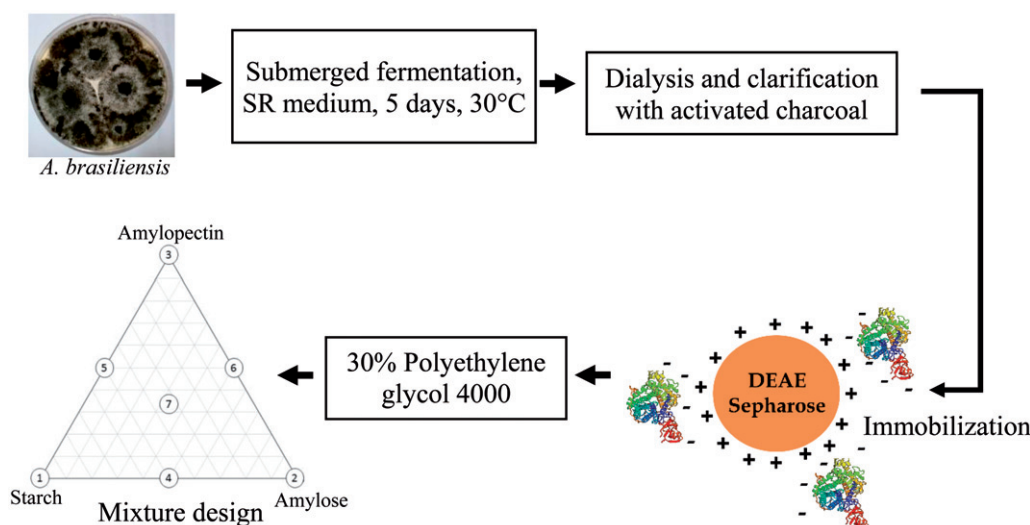 A. brasiliensis
Submerged fermentation,
SR medium, 5 days, 30°C
Dialysis and clarification
with activated charcoal
Immobilization
DEAE
Sepharose
30% Polyethylene
glycol 4000
Amylopectin
3
5
6
7
1
4
2
Starch
Amylose
Mixture design